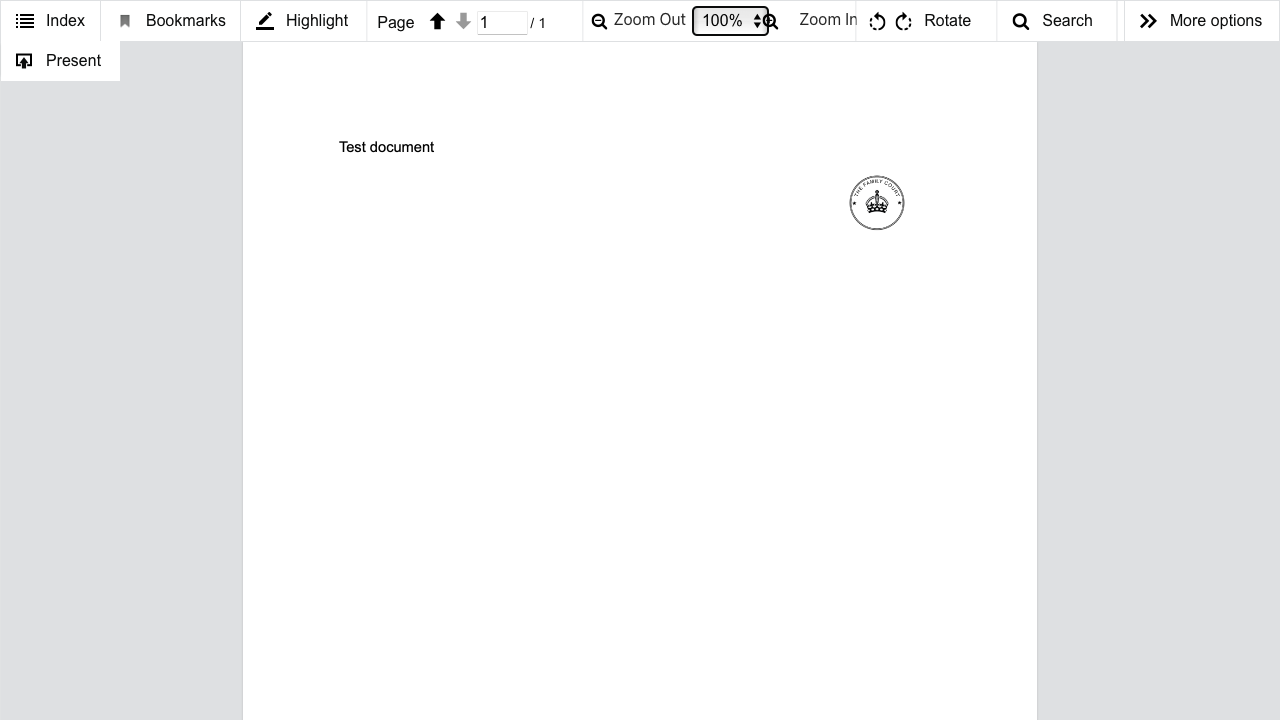 Index
Bookmarks
Highlight
Page
1
/ 1
Zoom Out
100%
Zoom In
Rotate
Search
More options
Present
Test document
THE FAMILY COURT